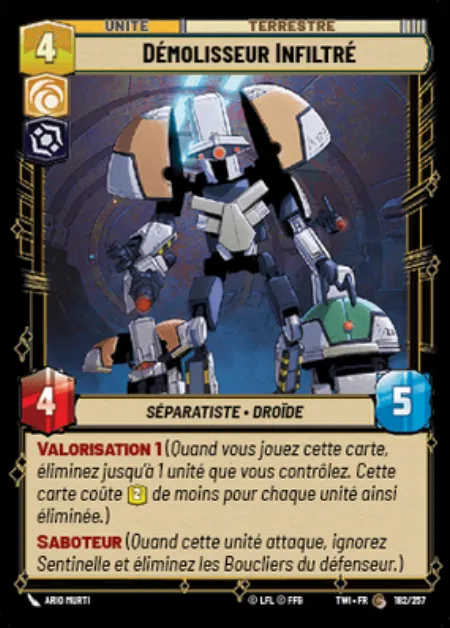 UNITÉ
TERRESTRE
4
DÉMOLISSEUR INFILTRÉ
4
SÉPARATISTE • DROÏDE
5
VALORISATION 1 (Quand vous jouez cette carte,
éliminez jusqu'à 1 unité que vous contrôlez. Cette
carte coûte 2 de moins pour chaque unité ainsi
éliminée.)
SABOTEUR (Quand cette unité attaque, ignorez
Sentinelle et éliminez les Boucliers du défenseur.)
ARIO MURTI
© LFL © FFG
TWI • FR C 182/257